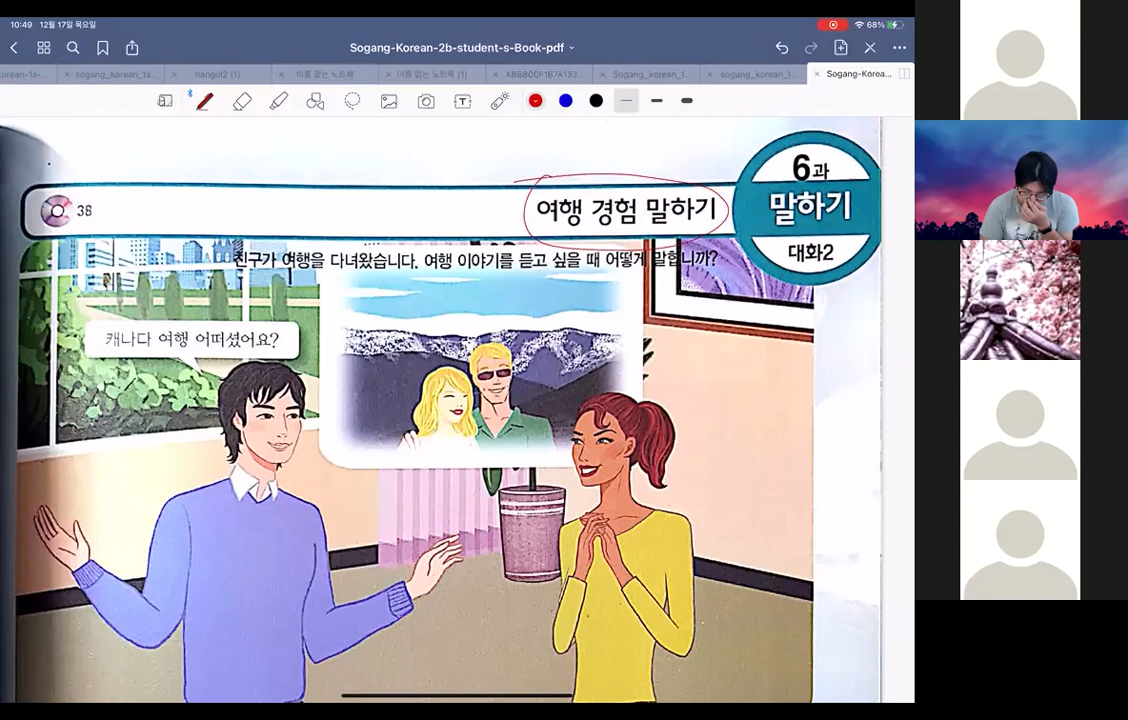 10:49 12월 17일 목요일
68%
Sogang-Korean-2b-student-s-Book-pdf
sogang_korean_1a...
hangul2 (1)
이름 없는 노트북
이름 없는 노트북 (1)
Sogang_korean_1...
sogang_korean_1...
Sogang-Korea...
38
여행 경험 말하기
6과
말하기
대화2
친구가 여행을 다녀왔습니다. 여행 이야기를 듣고 싶을 때 어떻게 말합니까?
캐나다 여행 어떠셨어요?